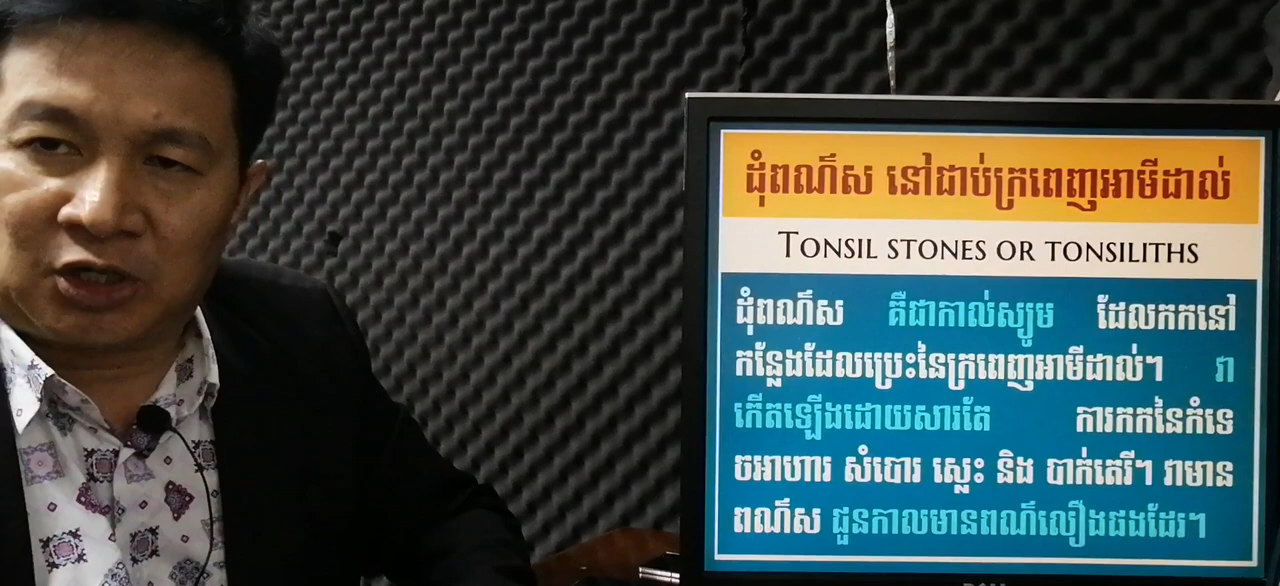 ដុំពណ៌ស នៅជាប់ក្រពេញអាមីដាល់
TONSIL STONES OR TONSILITHS
ដុំពណ៌ស គឺជាកាល់ស្យូម ដែលកកនៅ
កន្លែងដែលប្រេះនៃក្រពេញអាមីដាល់។ វា
កើតឡើងដោយសារតែ ការកកនៃកំទេ
ចអាហារ សំបោរ ស្លេះ និង បាក់តេរី។ វាមាន
ពណ៌ស ជួនកាលមានពណ៌លឿងផងដែរ។